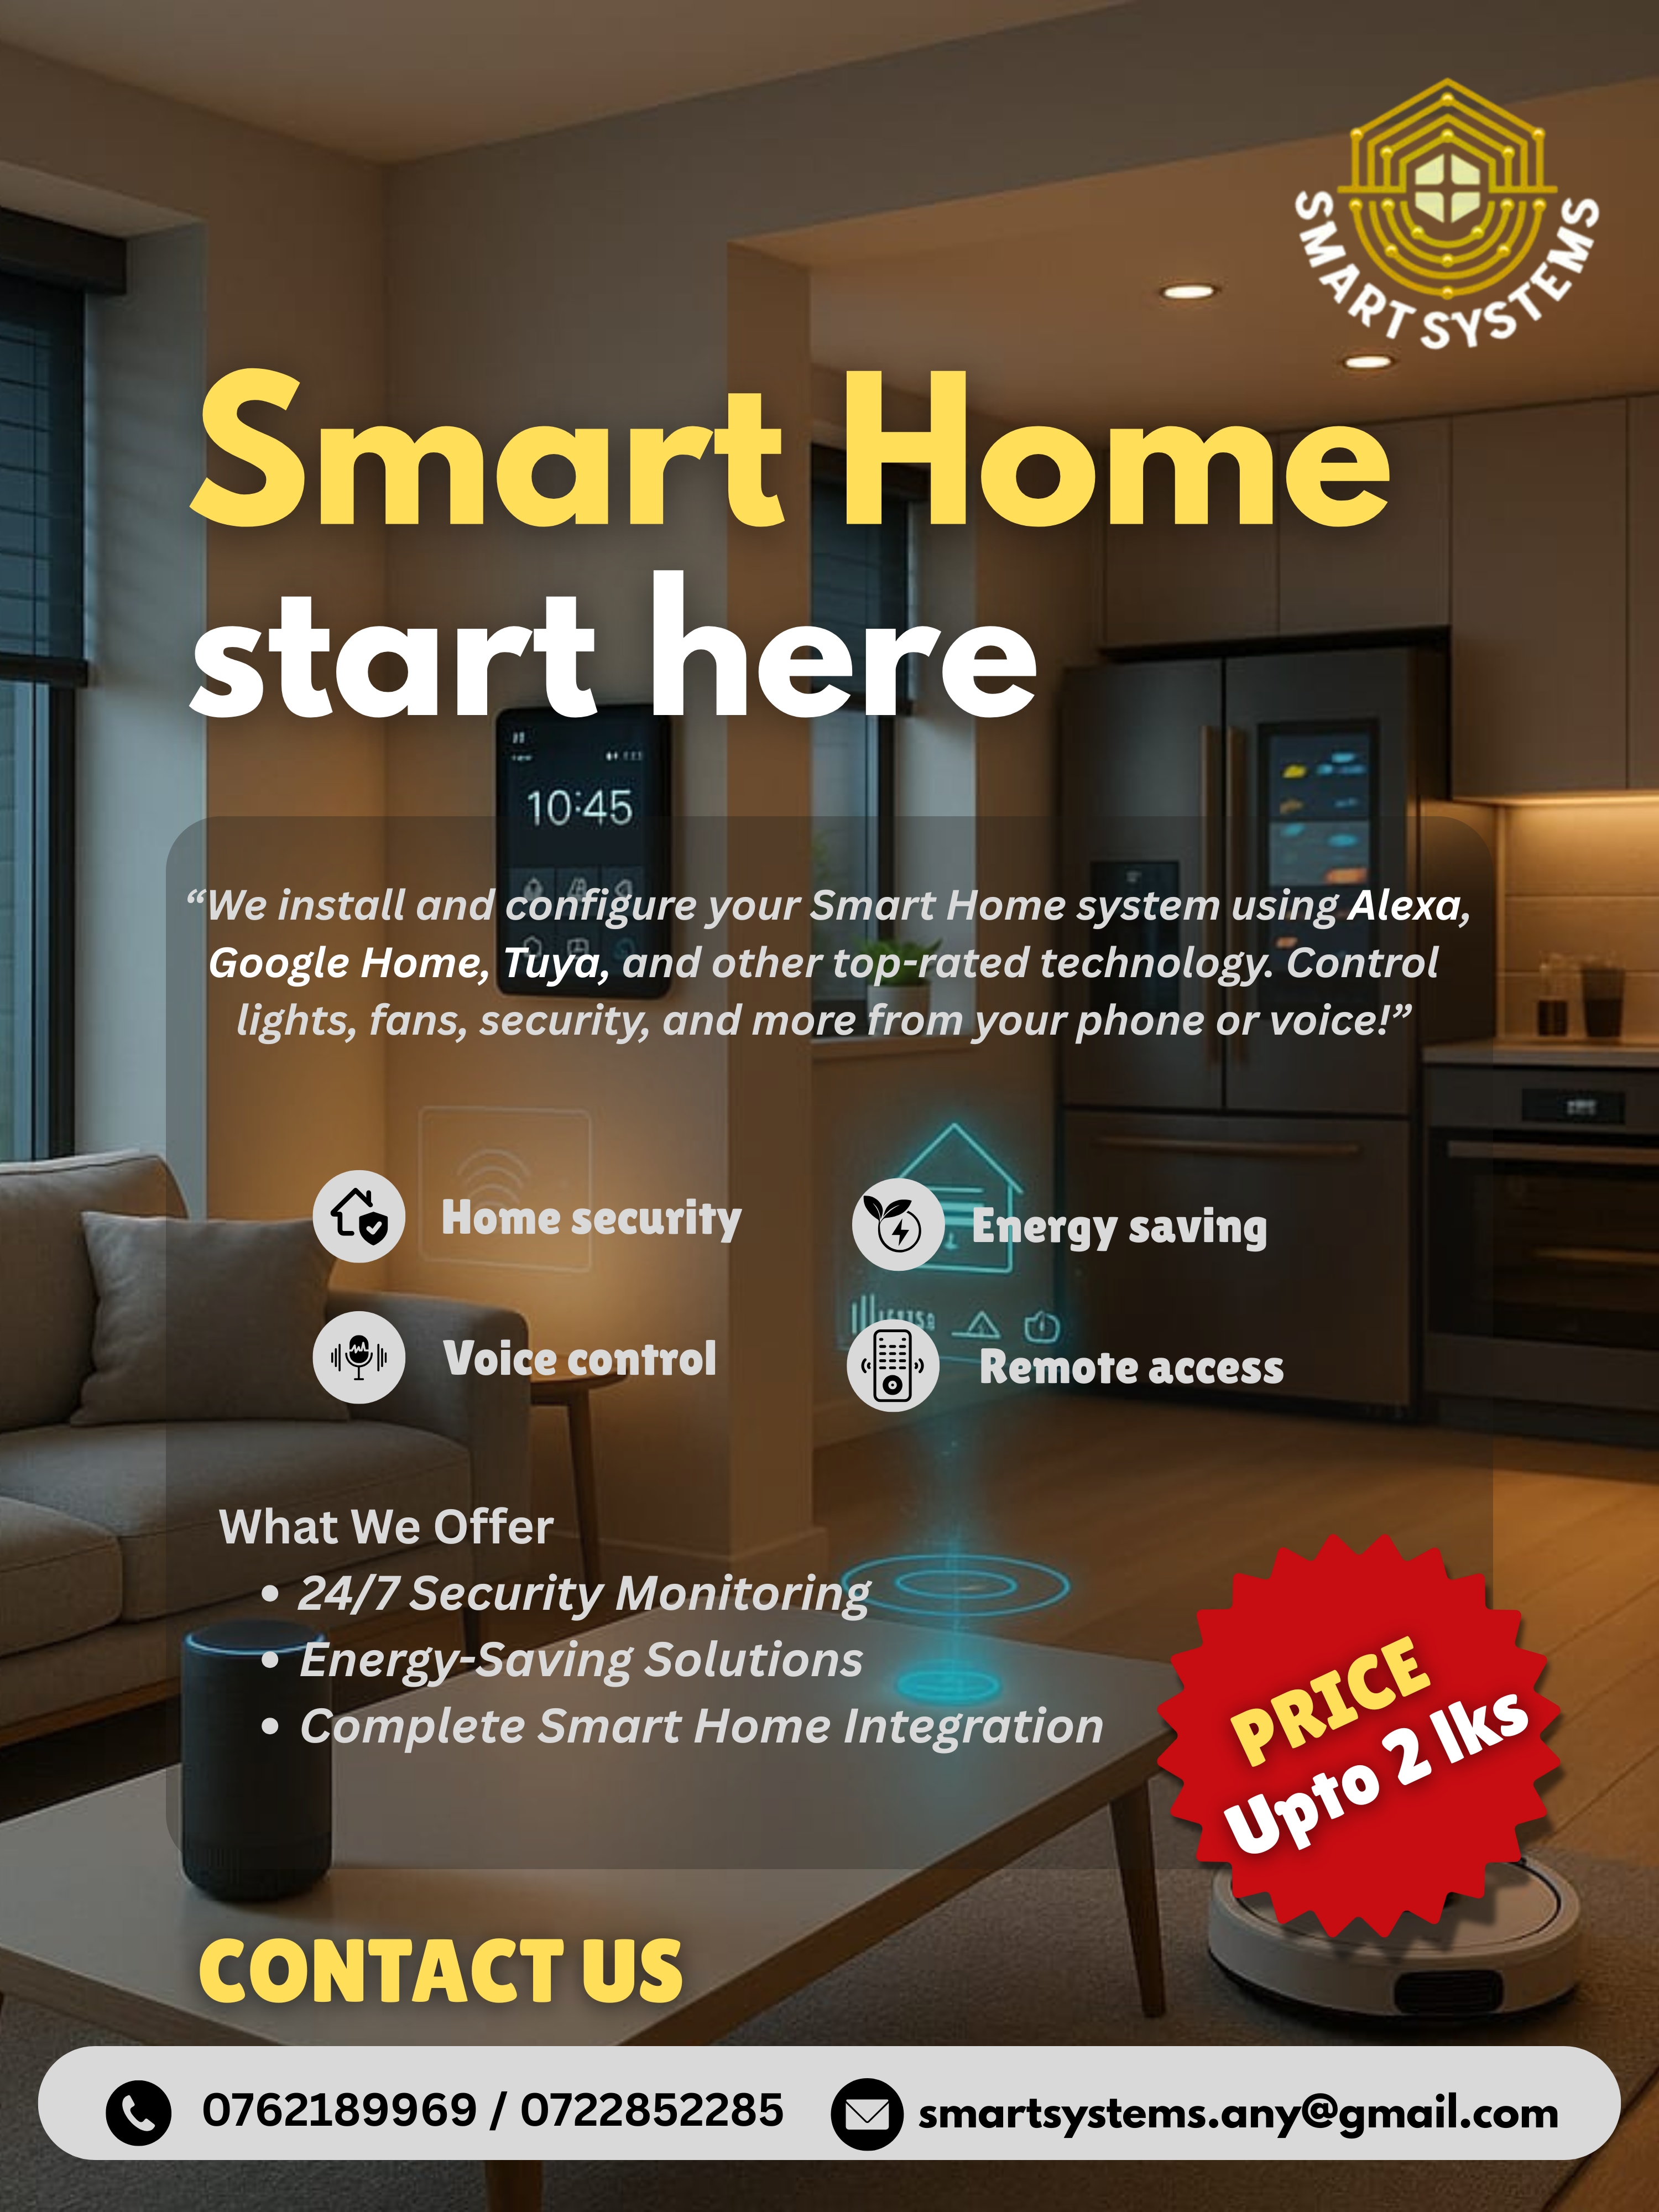 SMART SYSTEMS
Smart Home
start here
10:45
“We install and configure your Smart Home system using Alexa,
Google Home, Tuya, and other top-rated technology. Control
lights, fans, security, and more from your phone or voice!”
Home security
Energy saving
Voice control
Remote access
What We Offer
• 24/7 Security Monitoring
• Energy-Saving Solutions
• Complete Smart Home Integration
PRICE
Upto 2 lks
CONTACT US
0762189969 / 0722852285
smartsystems.any@gmail.com